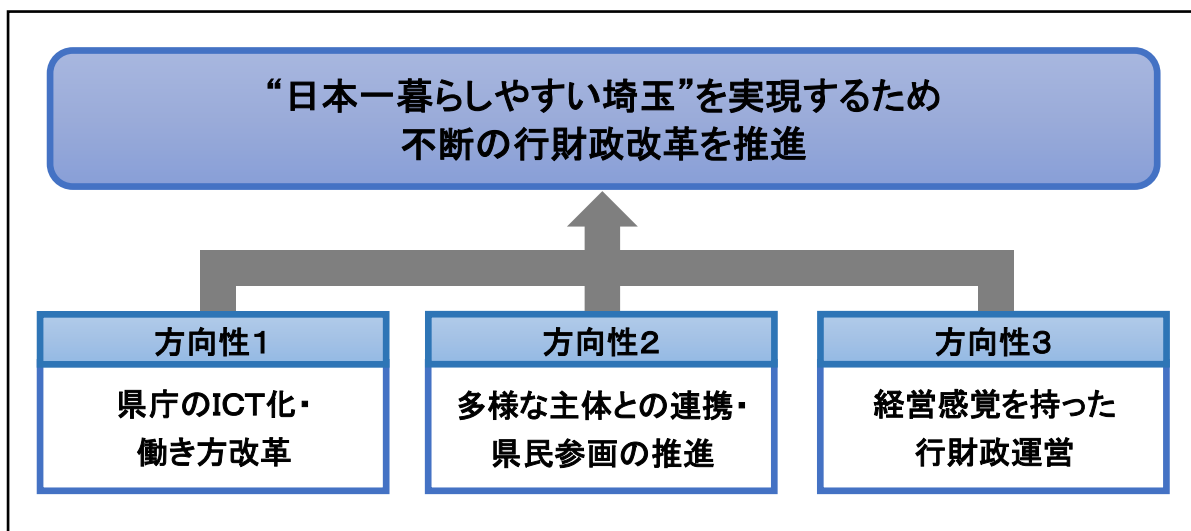 “日本一暮らしやすい埼玉”を実現するため
不断の行財政改革を推進
方向性1
県庁のICT化・
働き方改革
方向性2
多様な主体との連携・
県民参画の推進
方向性3
経営感覚を持った
行財政運営